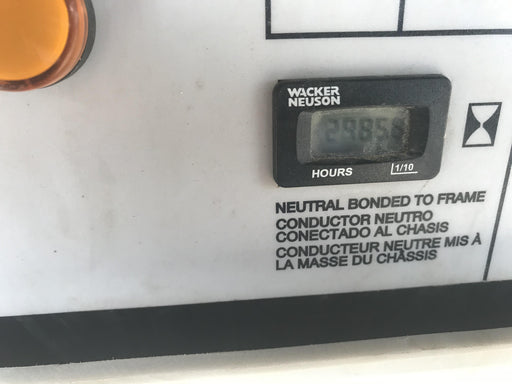 WACKER
NEUSON
HOURS 1/10
NEUTRAL BONDED TO FRAME
CONDUCTOR NEUTRO
CONECTADO AL CHASIS
CONDUCTEUR NEUTRE MIS À
LA MASSE DU CHÂSSIS